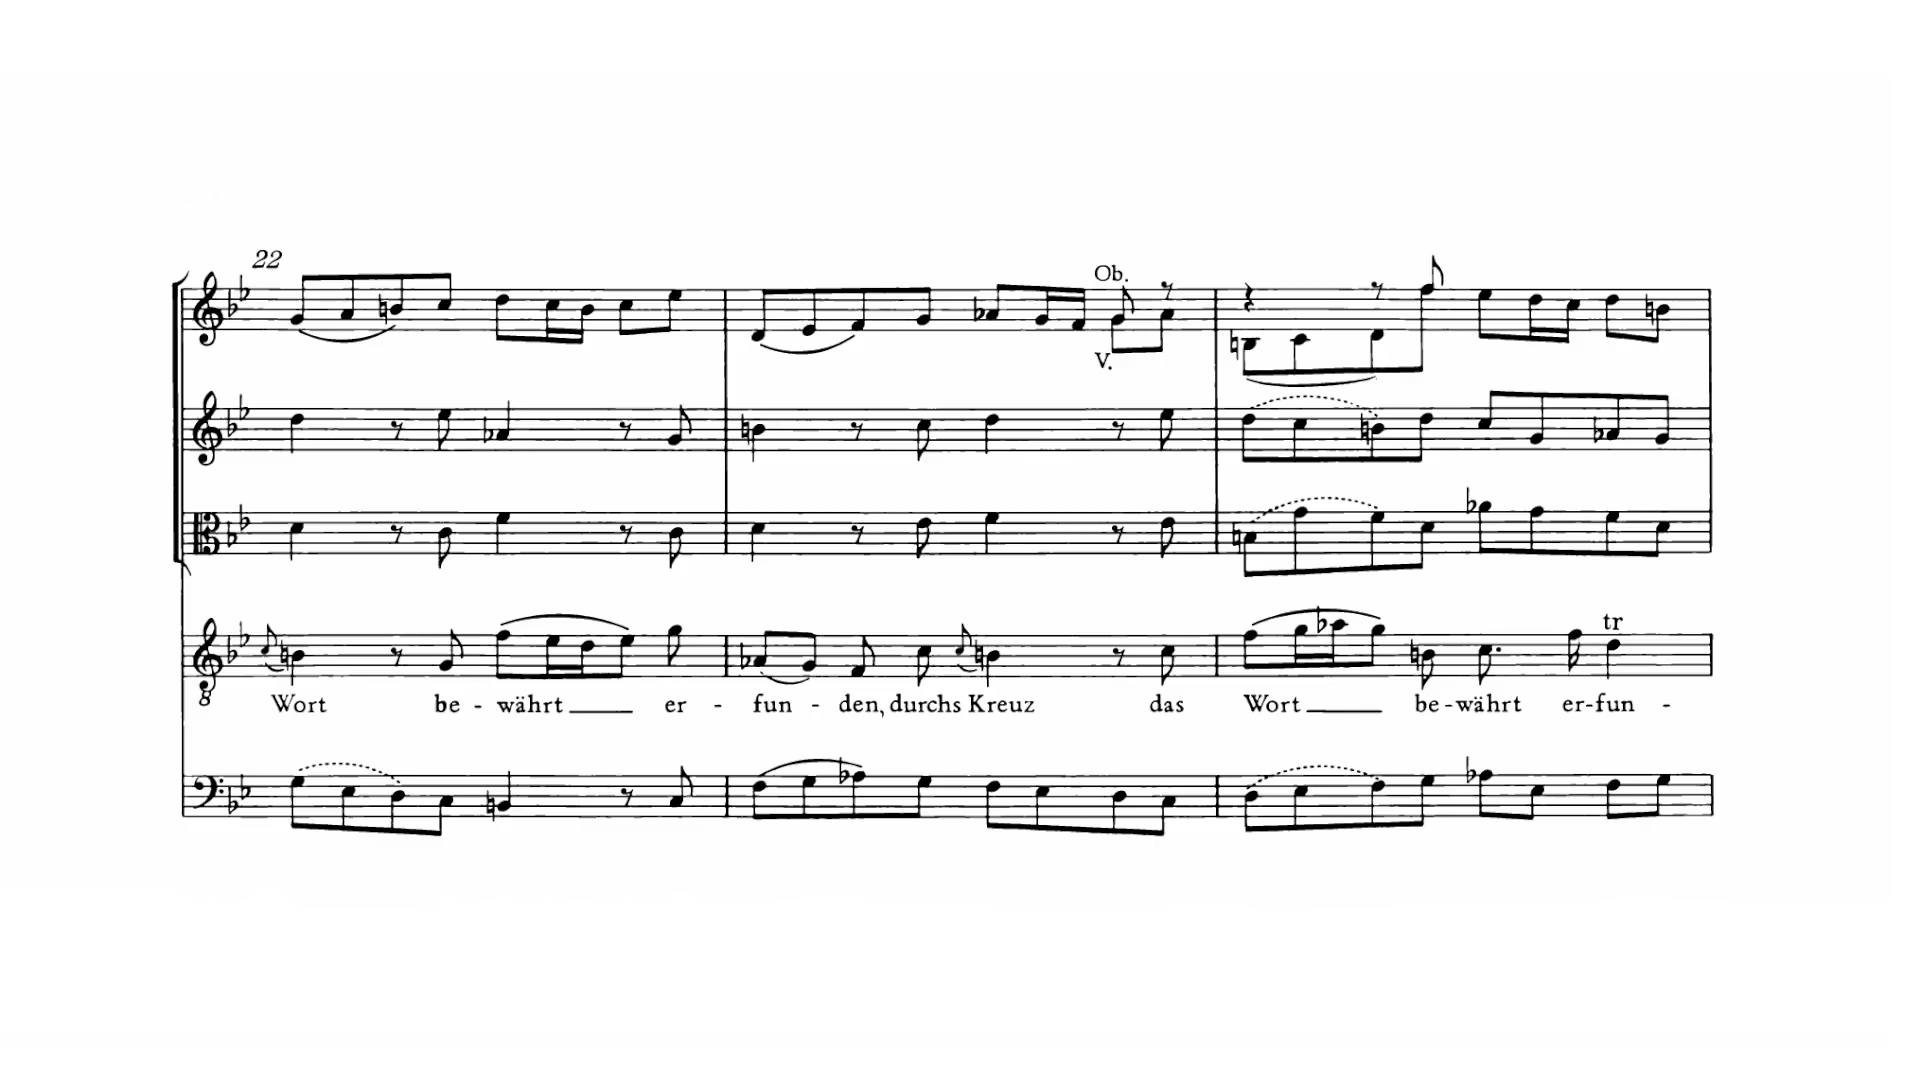 22
Ob.
V.
tr
Wort be - währt er - fun - den, durchs Kreuz das Wort be - währt er - fun -